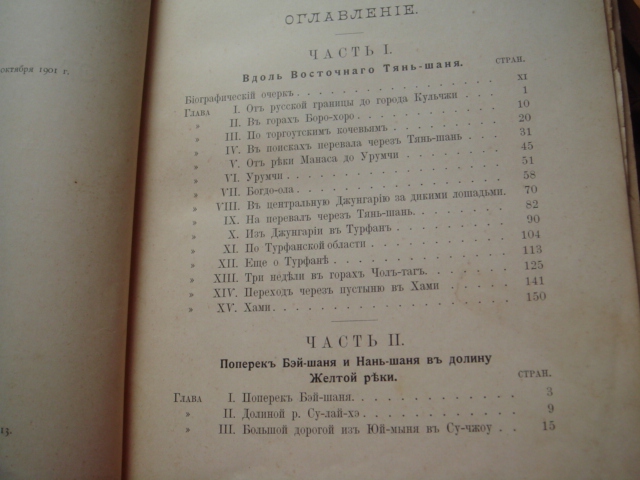 октября 1901 г.
13.
ОГЛАВЛЕНІЕ.
ЧАСТЬ I.
Вдоль Восточнаго Тянь-шаня.
СТРАН.
Біографическій очеркъ . . . XI
Глава I. Отъ русской границы до города Кульчжи . . . 1
» II. Въ горахъ Боро-хоро . . . 10
» III. По торгоутскимъ кочевьямъ . . . 20
» IV. Въ поискахъ перевала черезъ Тянь-шань . . . 31
» V. Отъ рѣки Манаса до Урумчи . . . 45
» VI. Урумчи . . . 51
» VII. Богдо-ола . . . 58
» VIII. Въ центральную Джунгарію за дикими лошадьми. 70
» IX. На перевалъ черезъ Тянь-шань. . . . 82
» X. Изъ Джунгаріи въ Турфанъ . . . 90
» XI. По Турфанской области . . . 104
» XII. Еще о Турфанѣ . . . 113
» XIII. Три недѣли въ горахъ Чолъ-тагъ. . . . 125
» XIV. Переходъ черезъ пустыню въ Хами . . . 141
» XV. Хами . . . 150
ЧАСТЬ II.
Поперекъ Бэй-шаня и Нань-шаня въ долину
Желтой рѣки.
СТРАН.
Глава I. Поперекъ Бэй-шаня. . . . 3
» II. Долиной р. Су-лай-хэ . . . 9
» III. Большой дорогой изъ Юй-мыня въ Су-чжоу . . 15